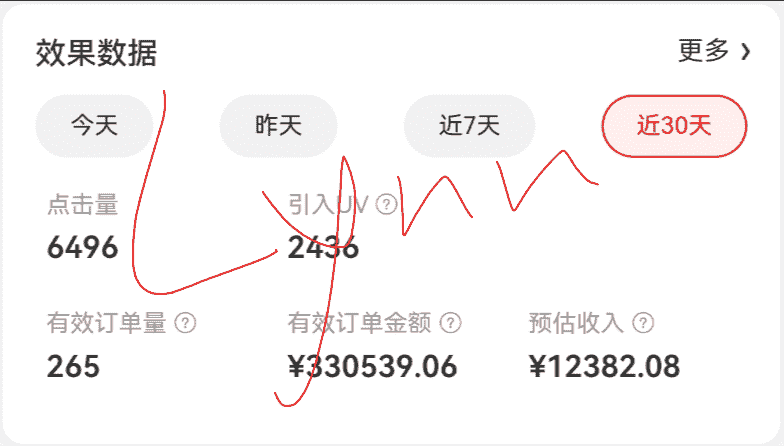 效果数据 更多 >
今天 昨天 近7天 近30天
Lynn
点击量 引入UV ?
6496 2436
有效订单量 ? 有效订单金额 ? 预估收入 ?
265 ¥330539.06 ¥12382.08